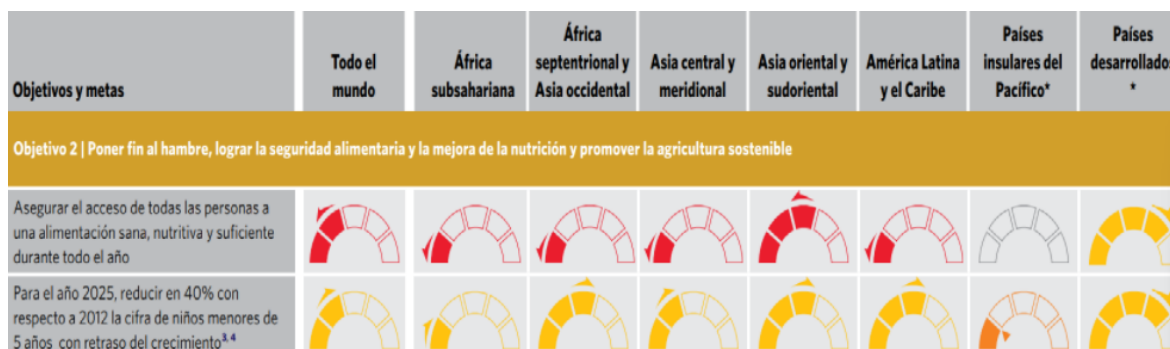 Objetivos y metas
Todo el
mundo
África
subsahariana
África
septentrional y
Asia occidental
Asia central y
meridional
Asia oriental y
sudoriental
América Latina
y el Caribe
Países
insulares del
Pacífico*
Países
desarrollados
*
Objetivo 2 | Poner fin al hambre, lograr la seguridad alimentaria y la mejora de la nutrición y promover la agricultura sostenible
Asegurar el acceso de todas las personas a
una alimentación sana, nutritiva y suficiente
durante todo el año
Para el año 2025, reducir en 40% con
respecto a 2012 la cifra de niños menores de
5 años con retraso del crecimiento³,⁴